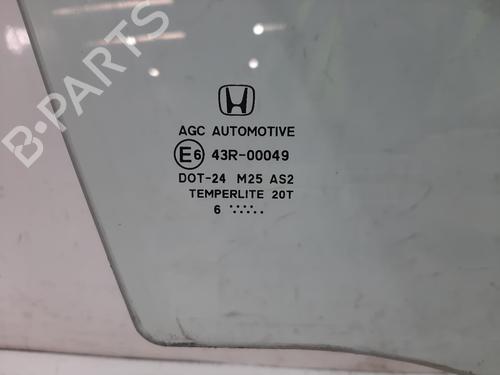 B-PARTS
AGC AUTOMOTIVE
E6 43R-00049
DOT-24 M25 AS2
TEMPERLITE 20T
6